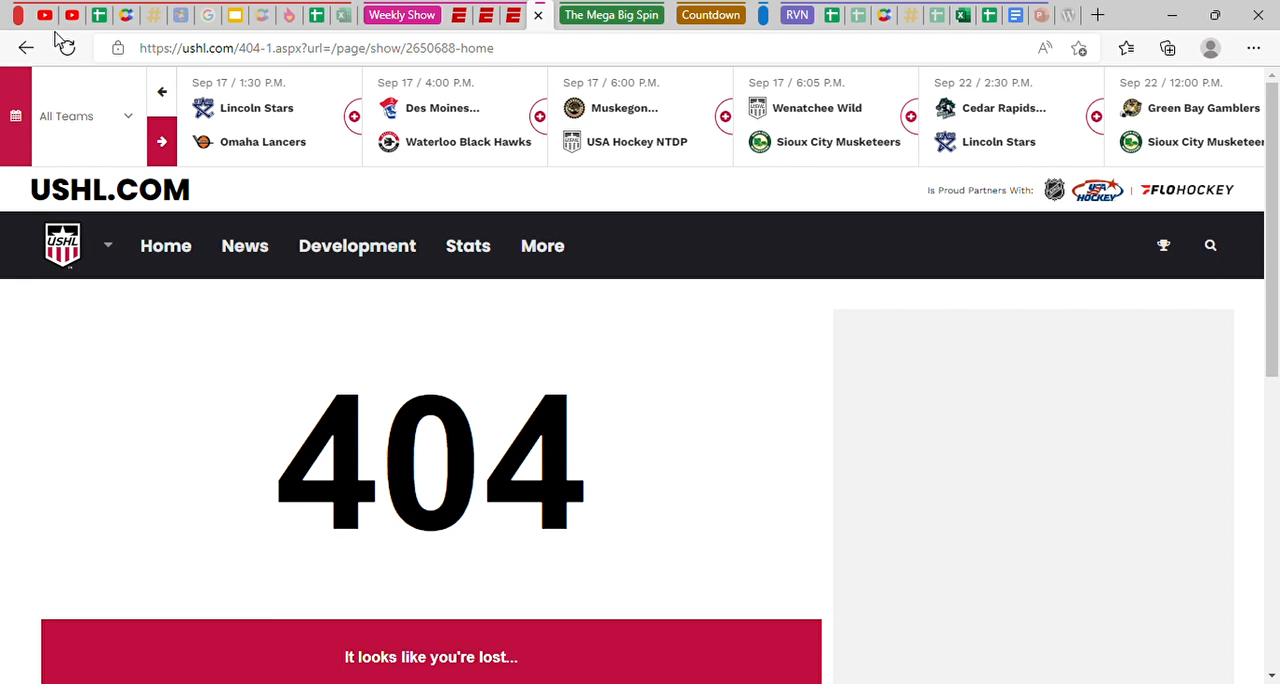 Weekly Show
The Mega Big Spin
Countdown
RVN
https://ushl.com/404-1.aspx?url=/page/show/2650688-home
All Teams
Sep 17 / 1:30 P.M.
Lincoln Stars
Omaha Lancers
Sep 17 / 4:00 P.M.
Des Moines...
Waterloo Black Hawks
Sep 17 / 6:00 P.M.
Muskegon...
USA Hockey NTDP
Sep 17 / 6:05 P.M.
Wenatchee Wild
Sioux City Musketeers
Sep 22 / 2:30 P.M.
Cedar Rapids...
Lincoln Stars
Sep 22 / 12:00 P.M.
Green Bay Gamblers
Sioux City Musketeer
USHL.COM
Is Proud Partners With:
USA HOCKEY
FLOHOCKEY
USHL
Home
News
Development
Stats
More
404
It looks like you're lost...